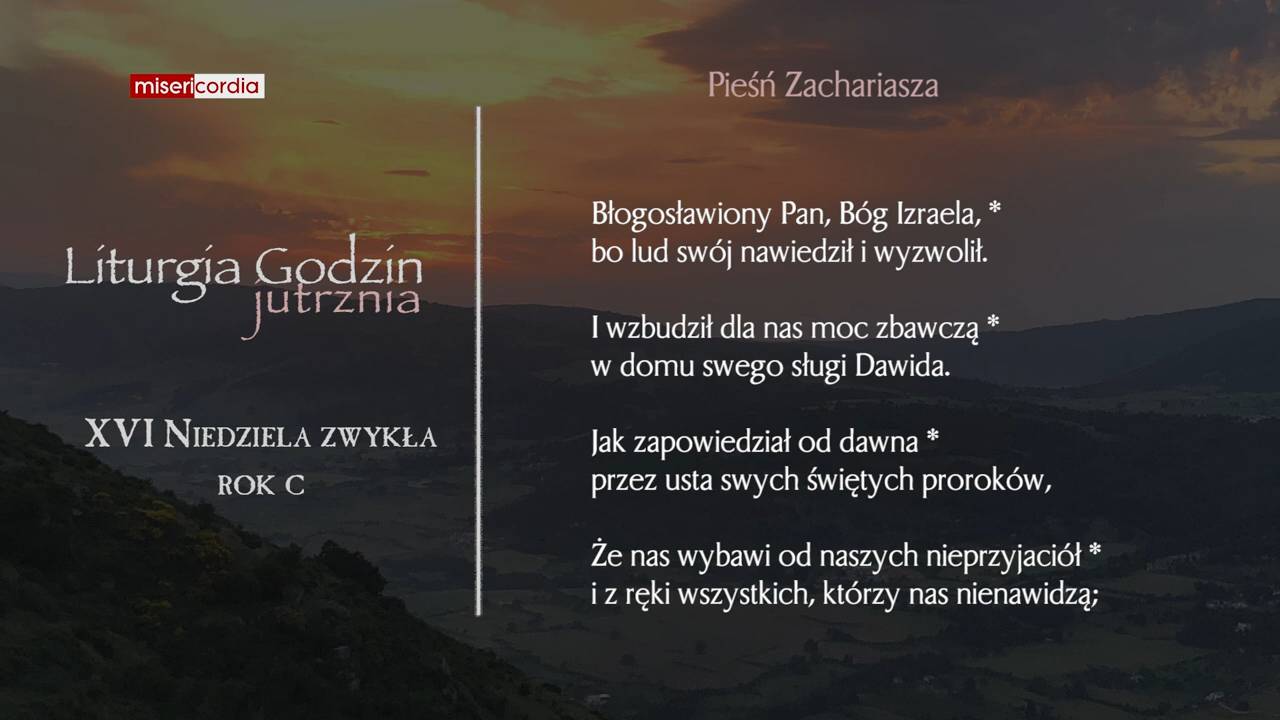 misericordia
Liturgia Godzin
jutrznia
XVI Niedziela zwykła
rok C
Pieśń Zachariasza
Błogosławiony Pan, Bóg Izraela, *
bo lud swój nawiedził i wyzwolił.
I wzbudził dla nas moc zbawczą *
w domu swego sługi Dawida.
Jak zapowiedział od dawna *
przez usta swych świętych proroków,
Że nas wybawi od naszych nieprzyjaciół *
i z ręki wszystkich, którzy nas nienawidzą;